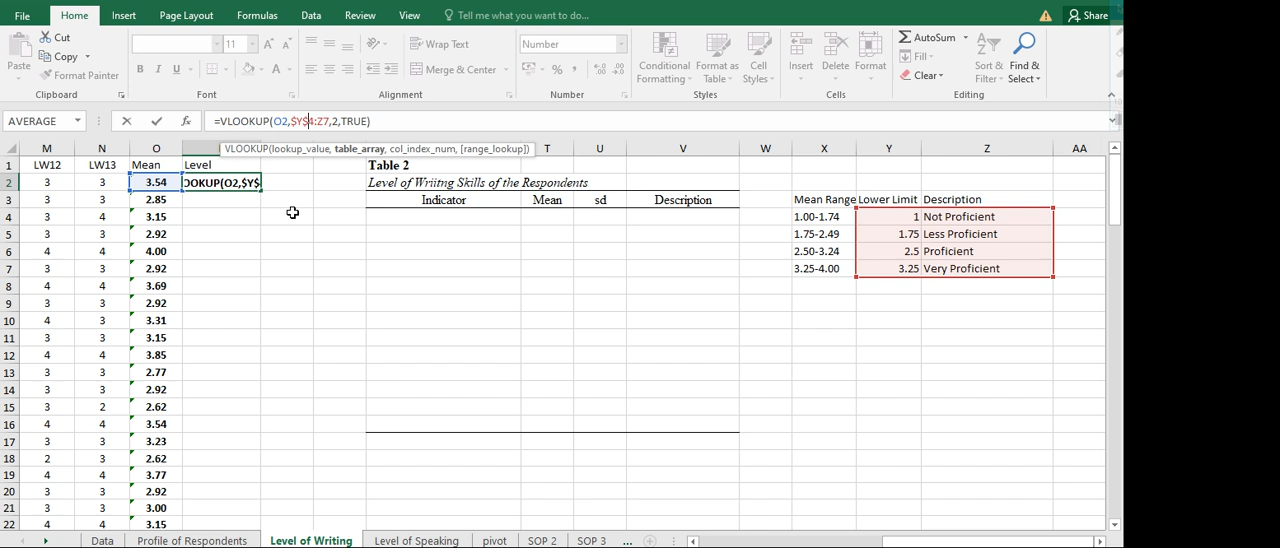 File Home Insert Page Layout Formulas Data Review View Tell me what you want to do... Share
Cut Copy Format Painter Paste 11 Wrap Text Merge & Center Number Conditional Formatting Format as Table Cell Styles Insert Delete Format AutoSum Fill Clear Sort & Filter Find & Select
Clipboard Font Alignment Number Styles Cells Editing
AVERAGE =VLOOKUP(O2,$Y$4:Z7,2,TRUE)
VLOOKUP(lookup_value, table_array, col_index_num, [range_lookup])
M N O T U V W X Y Z AA
1 LW12 LW13 Mean Level Table 2
2 3 3 3.54 OOKUP(O2,$Y$ Level of Wriitng Skills of the Respondents
3 3 3 2.85 Indicator Mean sd Description Mean Range Lower Limit Description
4 3 4 3.15 1.00-1.74 1 Not Proficient
5 3 3 2.92 1.75-2.49 1.75 Less Proficient
6 4 4 4.00 2.50-3.24 2.5 Proficient
7 3 3 2.92 3.25-4.00 3.25 Very Proficient
8 4 4 3.69
9 3 3 2.92
10 4 3 3.31
11 3 3 3.15
12 4 4 3.85
13 3 3 2.77
14 3 3 2.92
15 3 2 2.62
16 4 4 3.54
17 3 3 3.23
18 2 3 2.62
19 4 4 3.77
20 3 3 2.92
21 3 3 3.00
22 4 4 3.15
Data Profile of Respondents Level of Writing Level of Speaking pivot SOP 2 SOP 3 ...